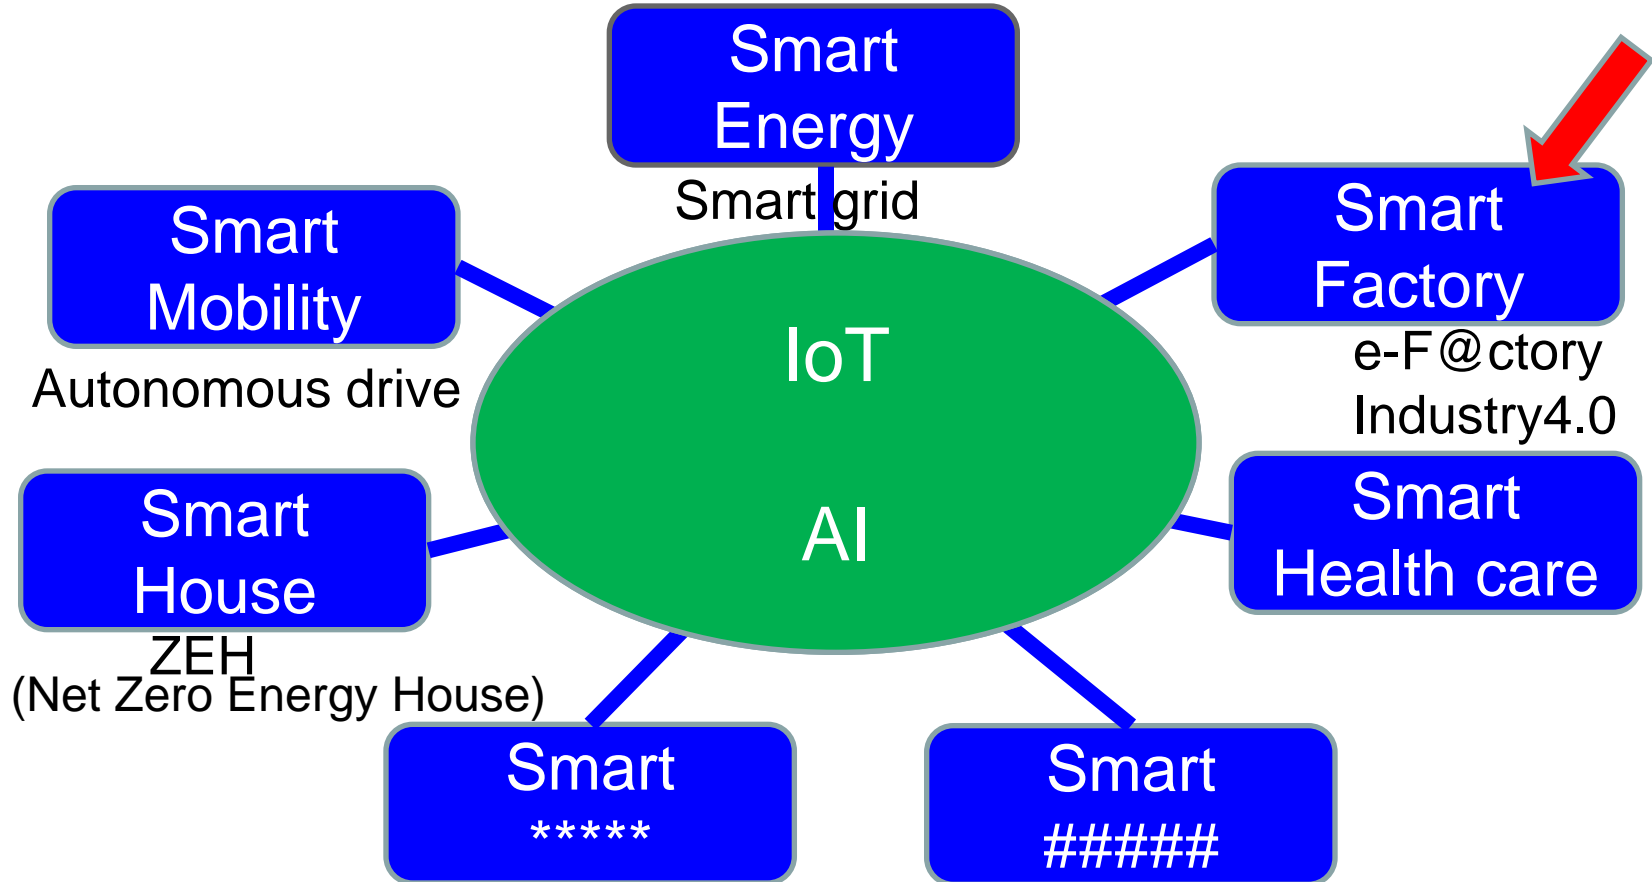 Smart
Energy
Smart grid
Smart
Mobility
Autonomous drive
Smart
Factory
e-F@ctory
Industry4.0
IoT
AI
Smart
House
ZEH
(Net Zero Energy House)
Smart
Health care
Smart
*****
Smart
#####